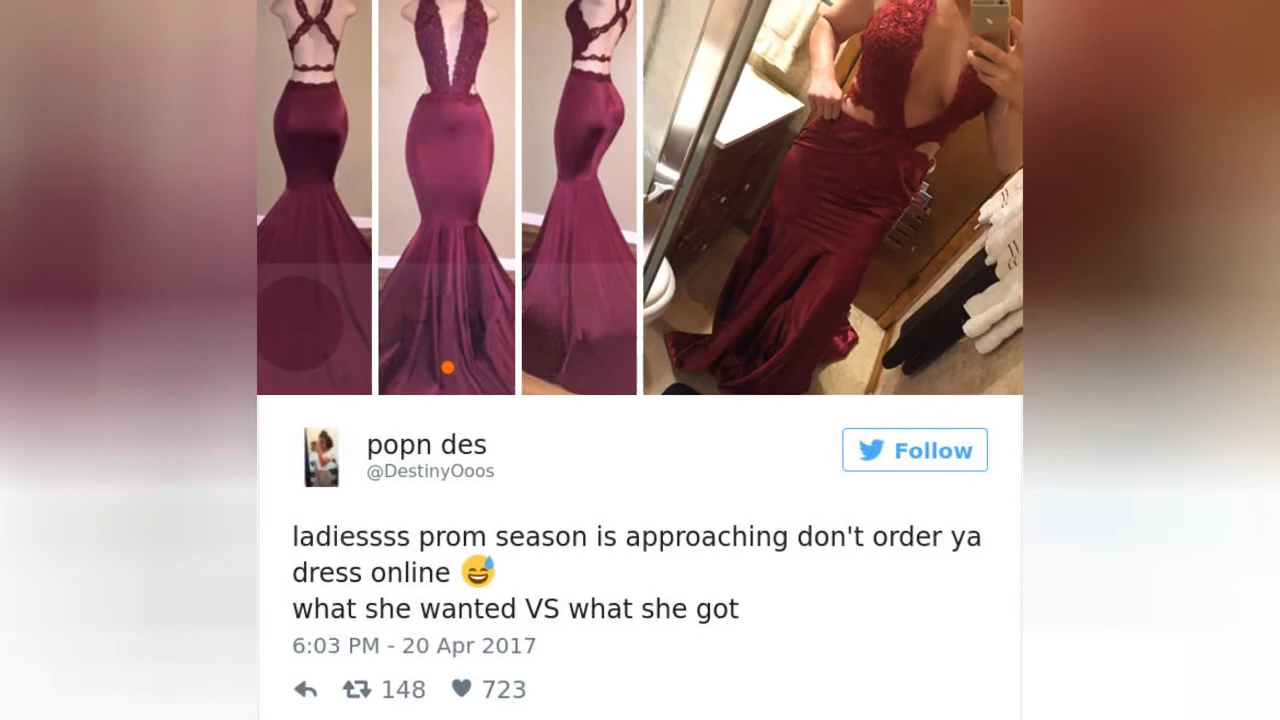 popn des
@DestinyOoos
Follow
ladiessss prom season is approaching don't order ya
dress online 😅
what she wanted VS what she got
6:03 PM - 20 Apr 2017
148 723